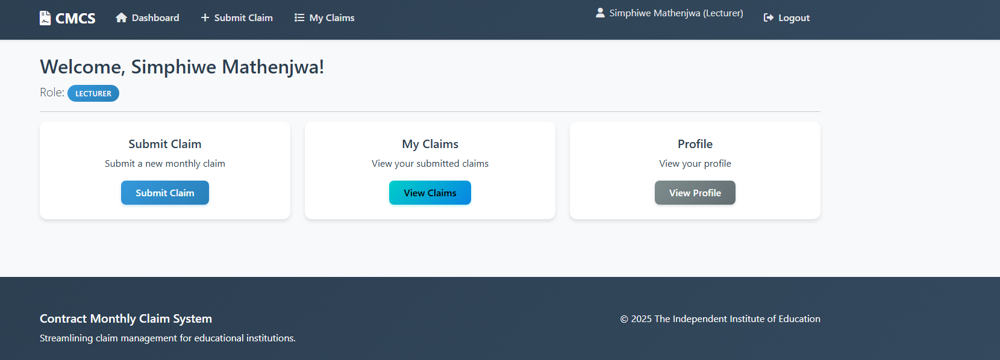 CMCS Dashboard Submit Claim My Claims Simphiwe Mathenjwa (Lecturer) Logout
Welcome, Simphiwe Mathenjwa!
Role: LECTURER
Submit Claim
Submit a new monthly claim
Submit Claim
My Claims
View your submitted claims
View Claims
Profile
View your profile
View Profile
Contract Monthly Claim System
Streamlining claim management for educational institutions.
© 2025 The Independent Institute of Education